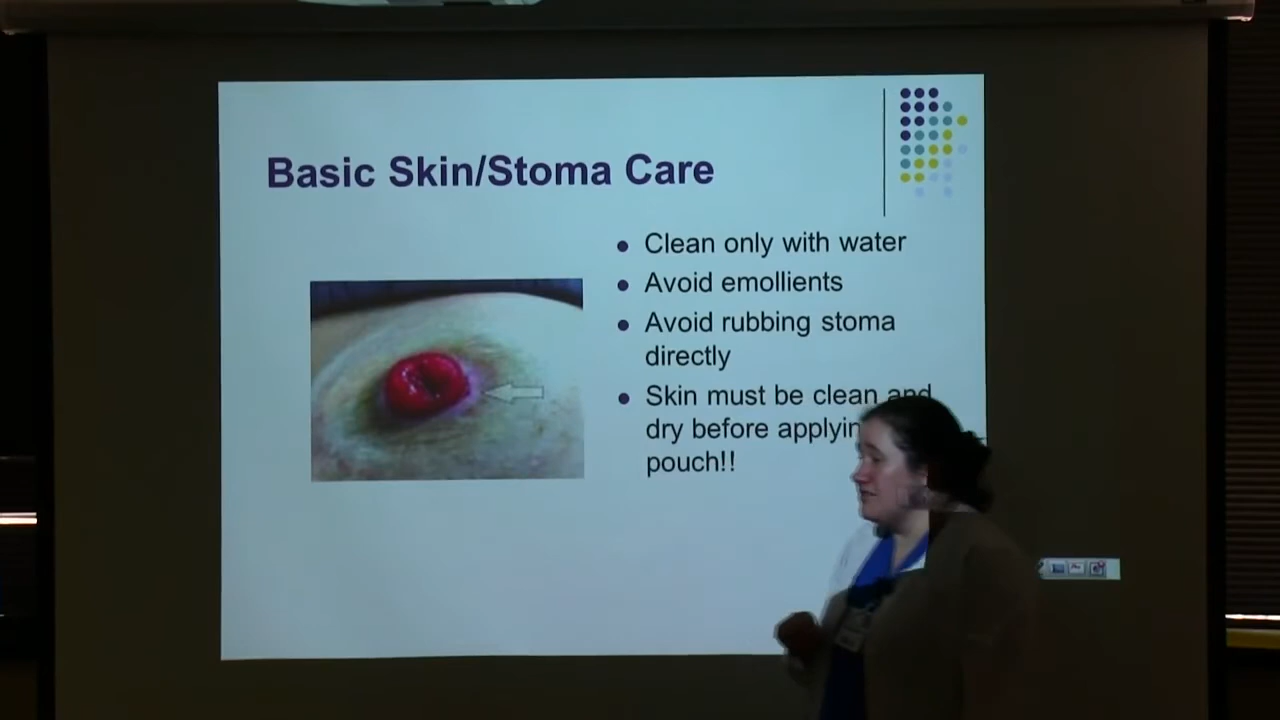 Basic Skin/Stoma Care
Clean only with water
Avoid emollients
Avoid rubbing stoma
directly
Skin must be clean and
dry before applyin
pouch!!